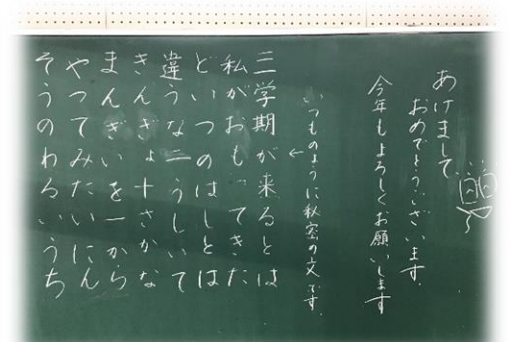 あけまして
おめでとうございます。
今年もよろしくお願いします
いつものように秘密の文です。
←
三学期が来るとは
私がおもってきた
どいつのはしとは
違うな二うしいて
きんぎょ十さかな
まんぎいを一から
やってみたいにん
そうのわるいうち